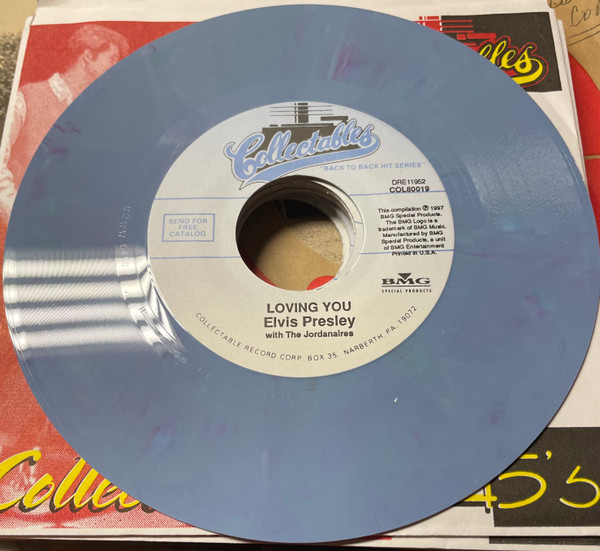 Collectables
"BACK TO BACK HIT SERIES"
DRE11952
COL80019
SEND FOR
FREE
CATALOG
This compilation ℗ 1997
BMG Special Products.
The BMG Logo is a
trademark of BMG Music.
Manufactured by BMG
Special Products, a unit
of BMG Entertainment
Printed in U.S.A.
BMG
SPECIAL PRODUCTS
LOVING YOU
Elvis Presley
with The Jordanaires
COLLECTABLE RECORD CORP. BOX 35, NARBERTH, PA. 19072
45's